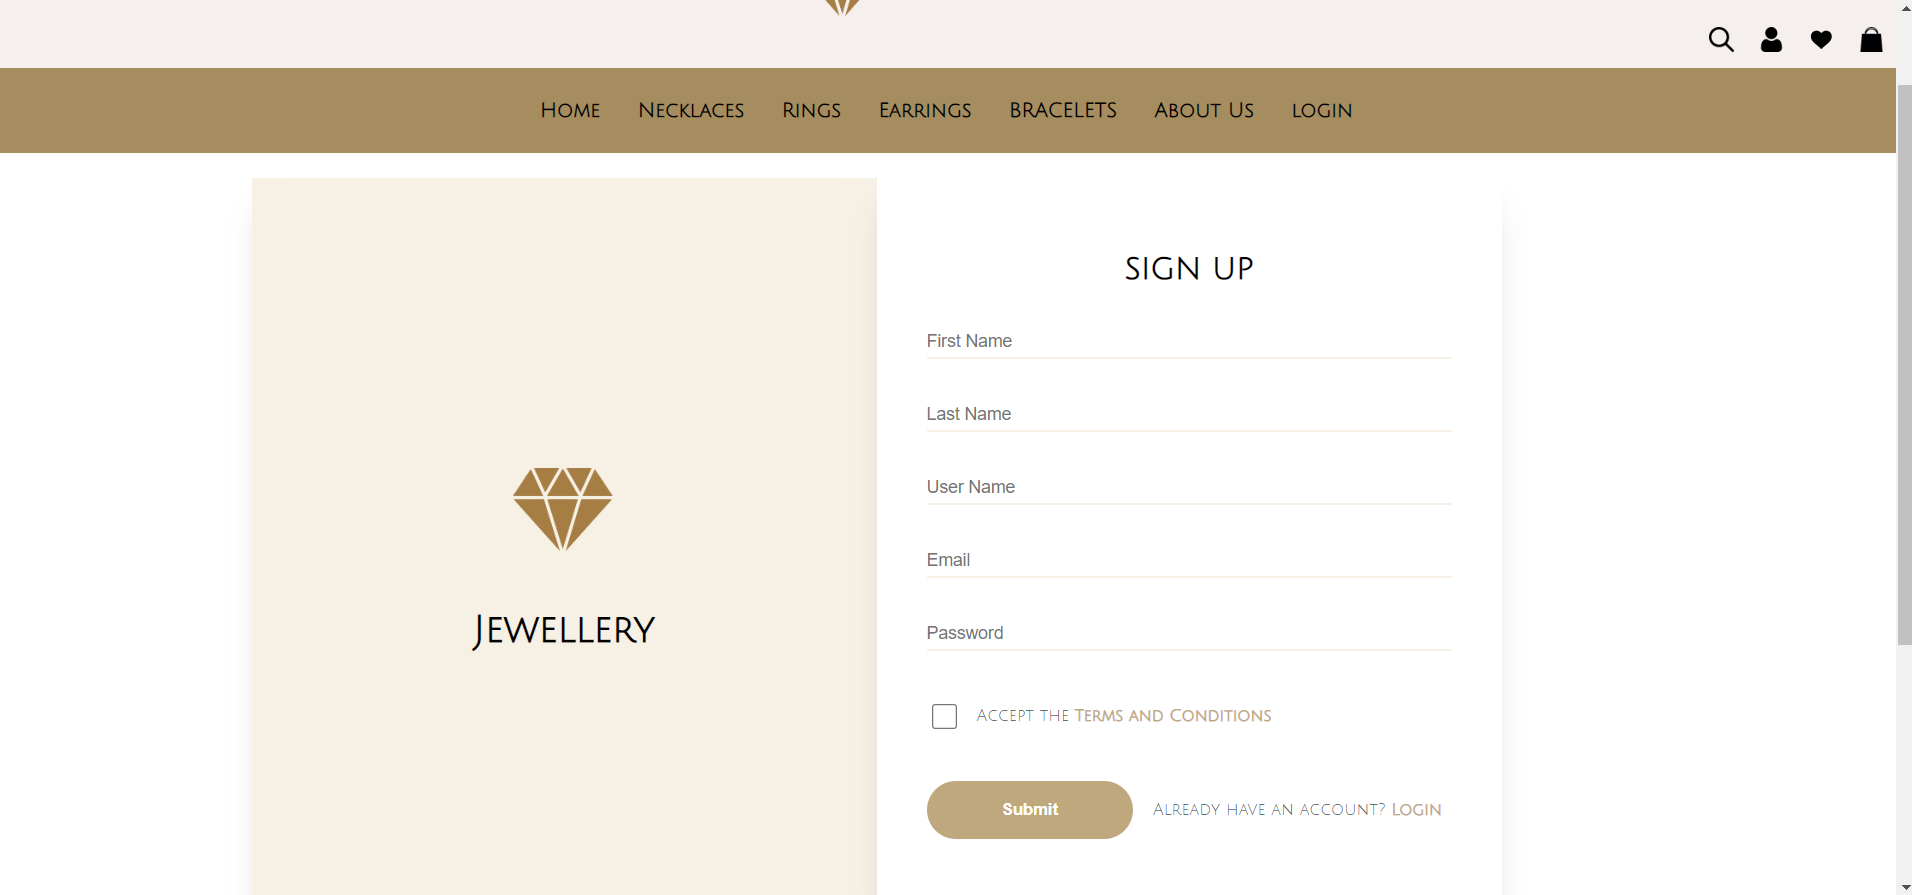 Home Necklaces Rings Earrings BRACELETS About Us login
sign up
First Name
Last Name
User Name
Email
Password
Jewellery
Accept the Terms and Conditions
Submit
Already have an account? Login